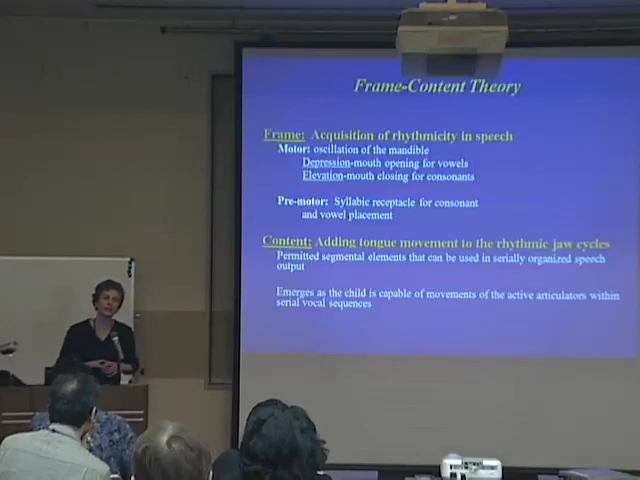 Frame-Content Theory
Frame: Acquisition of rhythmicity in speech
Motor: oscillation of the mandible
Depression-mouth opening for vowels
Elevation-mouth closing for consonants
Pre-motor: Syllabic receptacle for consonant
and vowel placement
Content: Adding tongue movement to the rhythmic jaw cycles
Permitted segmental elements that can be used in serially organized speech
output
Emerges as the child is capable of movements of the active articulators within
serial vocal sequences